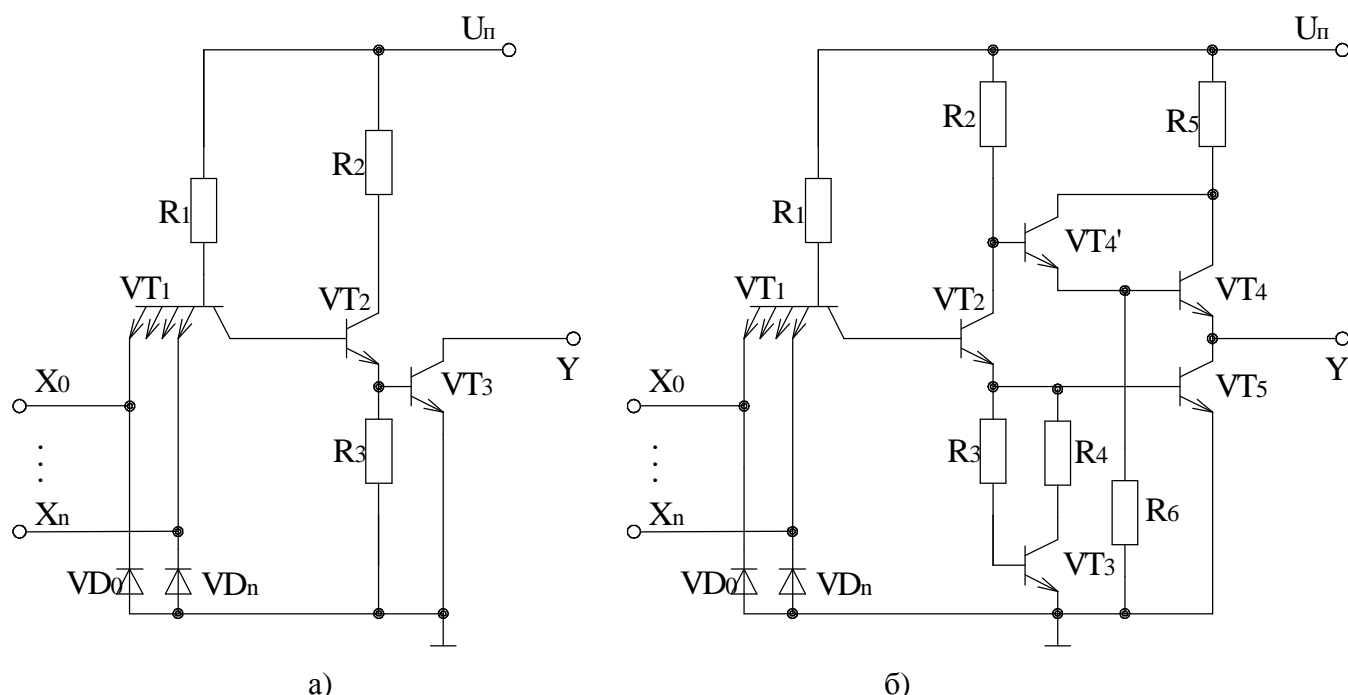 Uп
Uп
R2
R5
R2
R1
R1
VT4'
VT1
VT2
VT1
VT2
VT4
Y
Y
X0
VT3
X0
VT5
R3
R3
R4
Xn
Xn
R6
VT3
VD0
VDn
VD0
VDn
а)
б)